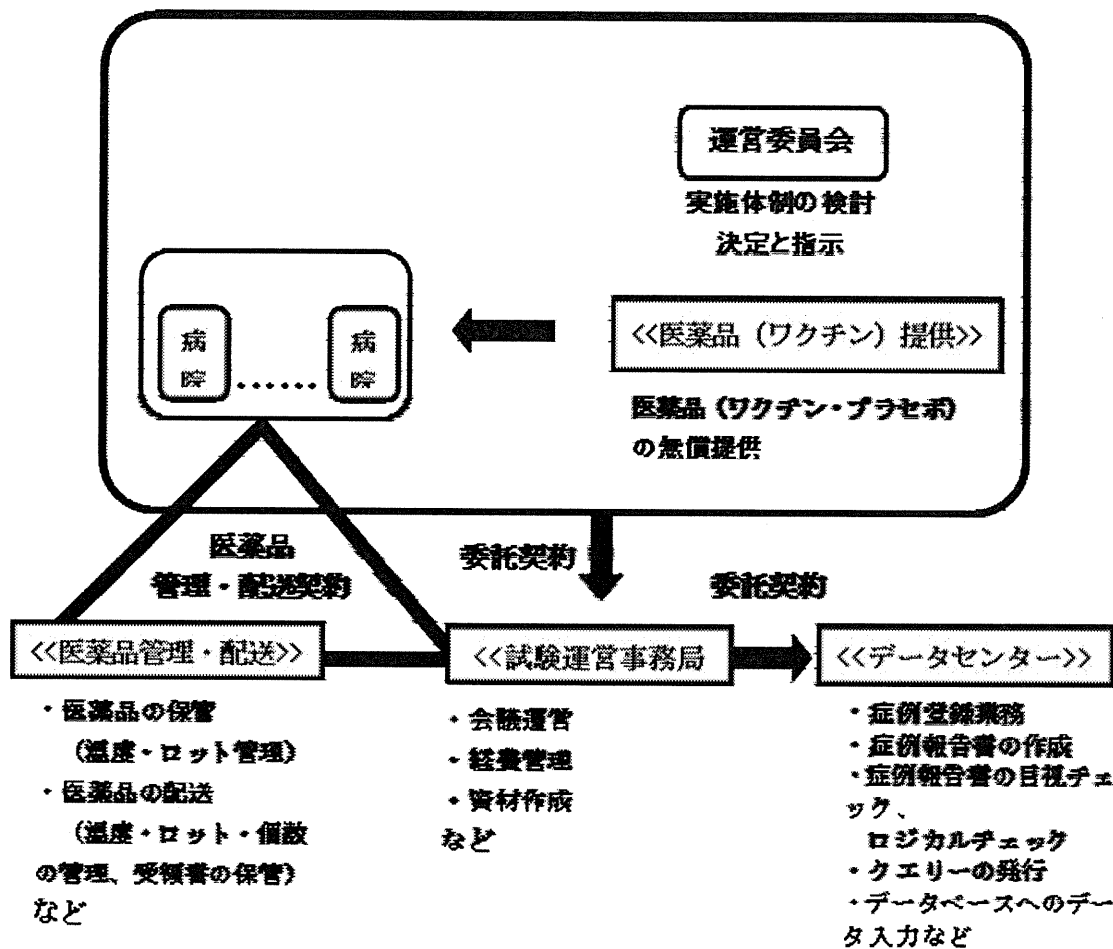 運営委員会
実施体制の検討
決定と指示
病院
……
病院
<<医薬品（ワクチン）提供>>
医薬品（ワクチン・プラセボ）
の無償提供
医薬品
管理・配送契約
委託契約
委託契約
<<医薬品管理・配送>>
・医薬品の保管
（温度・ロット管理）
・医薬品の配送
（温度・ロット・個数
の管理、受領書の保管）
など
<<試験運営事務局
・会議運営
・経費管理
・資材作成
など
<<データセンター>>
・症例登録業務
・症例報告書の作成
・症例報告書の目視チェ
ック、
ロジカルチェック
・クエリーの発行
・データベースへのデー
タ入力など